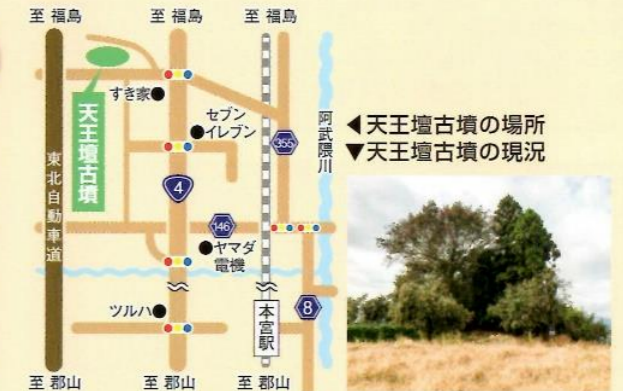 至 福島
至 福島
至 福島
すき家
セブン
イレブン
天王壇古墳
東北自動車道
阿武隈川
355
4
146
ヤマダ
電機
ツルハ
本宮駅
8
至 郡山
至 郡山
至 郡山
◀天王壇古墳の場所
▼天王壇古墳の現況